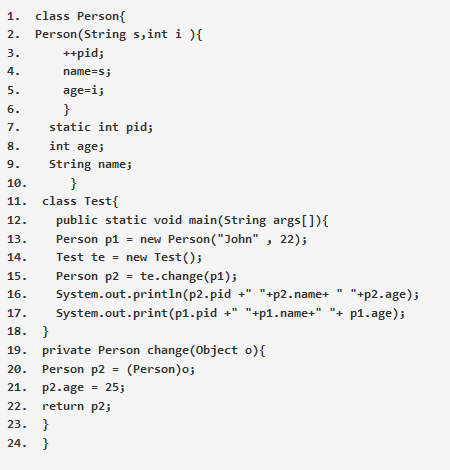 1. class Person{
2. Person(String s,int i ){
3. ++pid;
4. name=s;
5. age=i;
6. }
7. static int pid;
8. int age;
9. String name;
10. }
11. class Test{
12. public static void main(String args[]){
13. Person p1 = new Person("John" , 22);
14. Test te = new Test();
15. Person p2 = te.change(p1);
16. System.out.println(p2.pid +" "+p2.name+ " "+p2.age);
17. System.out.print(p1.pid +" "+p1.name+" "+ p1.age);
18. }
19. private Person change(Object o){
20. Person p2 = (Person)o;
21. p2.age = 25;
22. return p2;
23. }
24. }